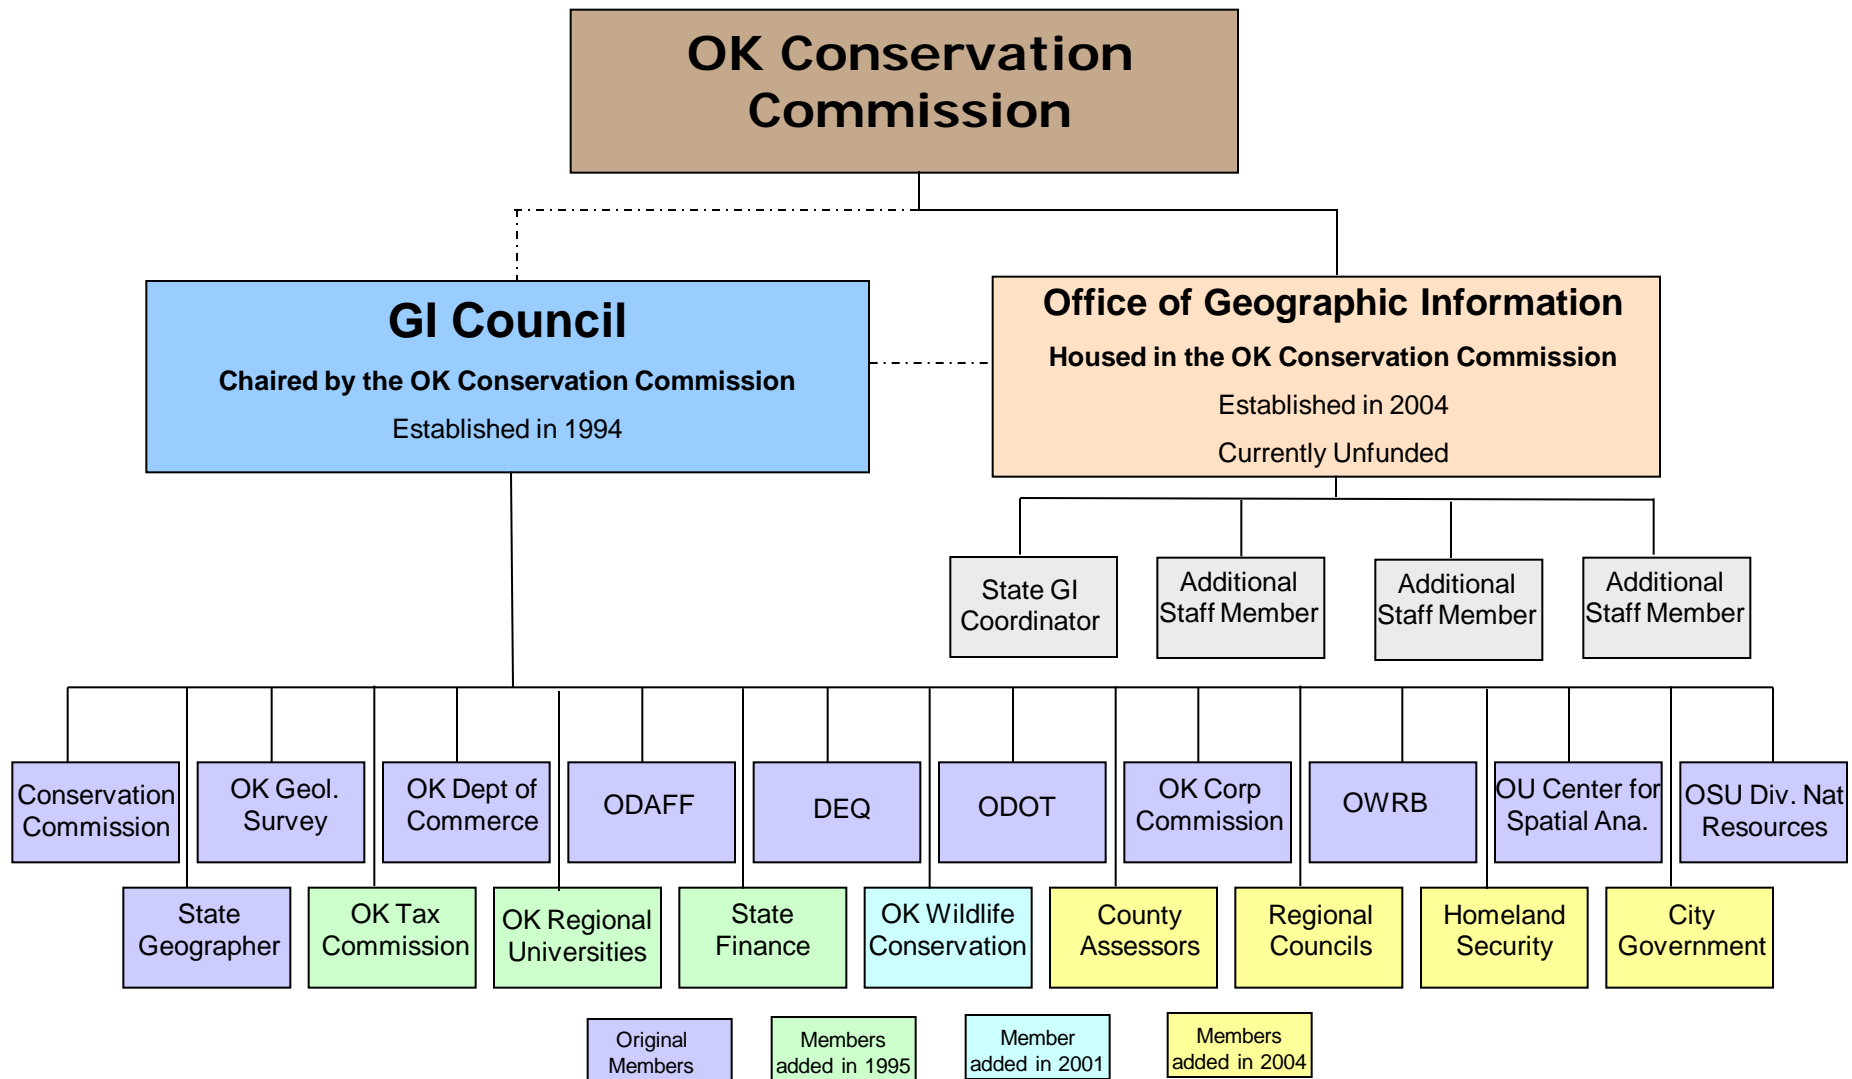 OK Conservation
Commission
GI Council
Chaired by the OK Conservation Commission
Established in 1994
Office of Geographic Information
Housed in the OK Conservation Commission
Established in 2004
Currently Unfunded
State GI
Coordinator
Additional
Staff Member
Additional
Staff Member
Additional
Staff Member
Conservation
Commission
OK Geol.
Survey
OK Dept of
Commerce
ODAFF
DEQ
ODOT
OK Corp
Commission
OWRB
OU Center for
Spatial Ana.
OSU Div. Nat
Resources
State
Geographer
OK Tax
Commission
OK Regional
Universities
State
Finance
OK Wildlife
Conservation
County
Assessors
Regional
Councils
Homeland
Security
City
Government
Original
Members
Members
added in 1995
Member
added in 2001
Members
added in 2004